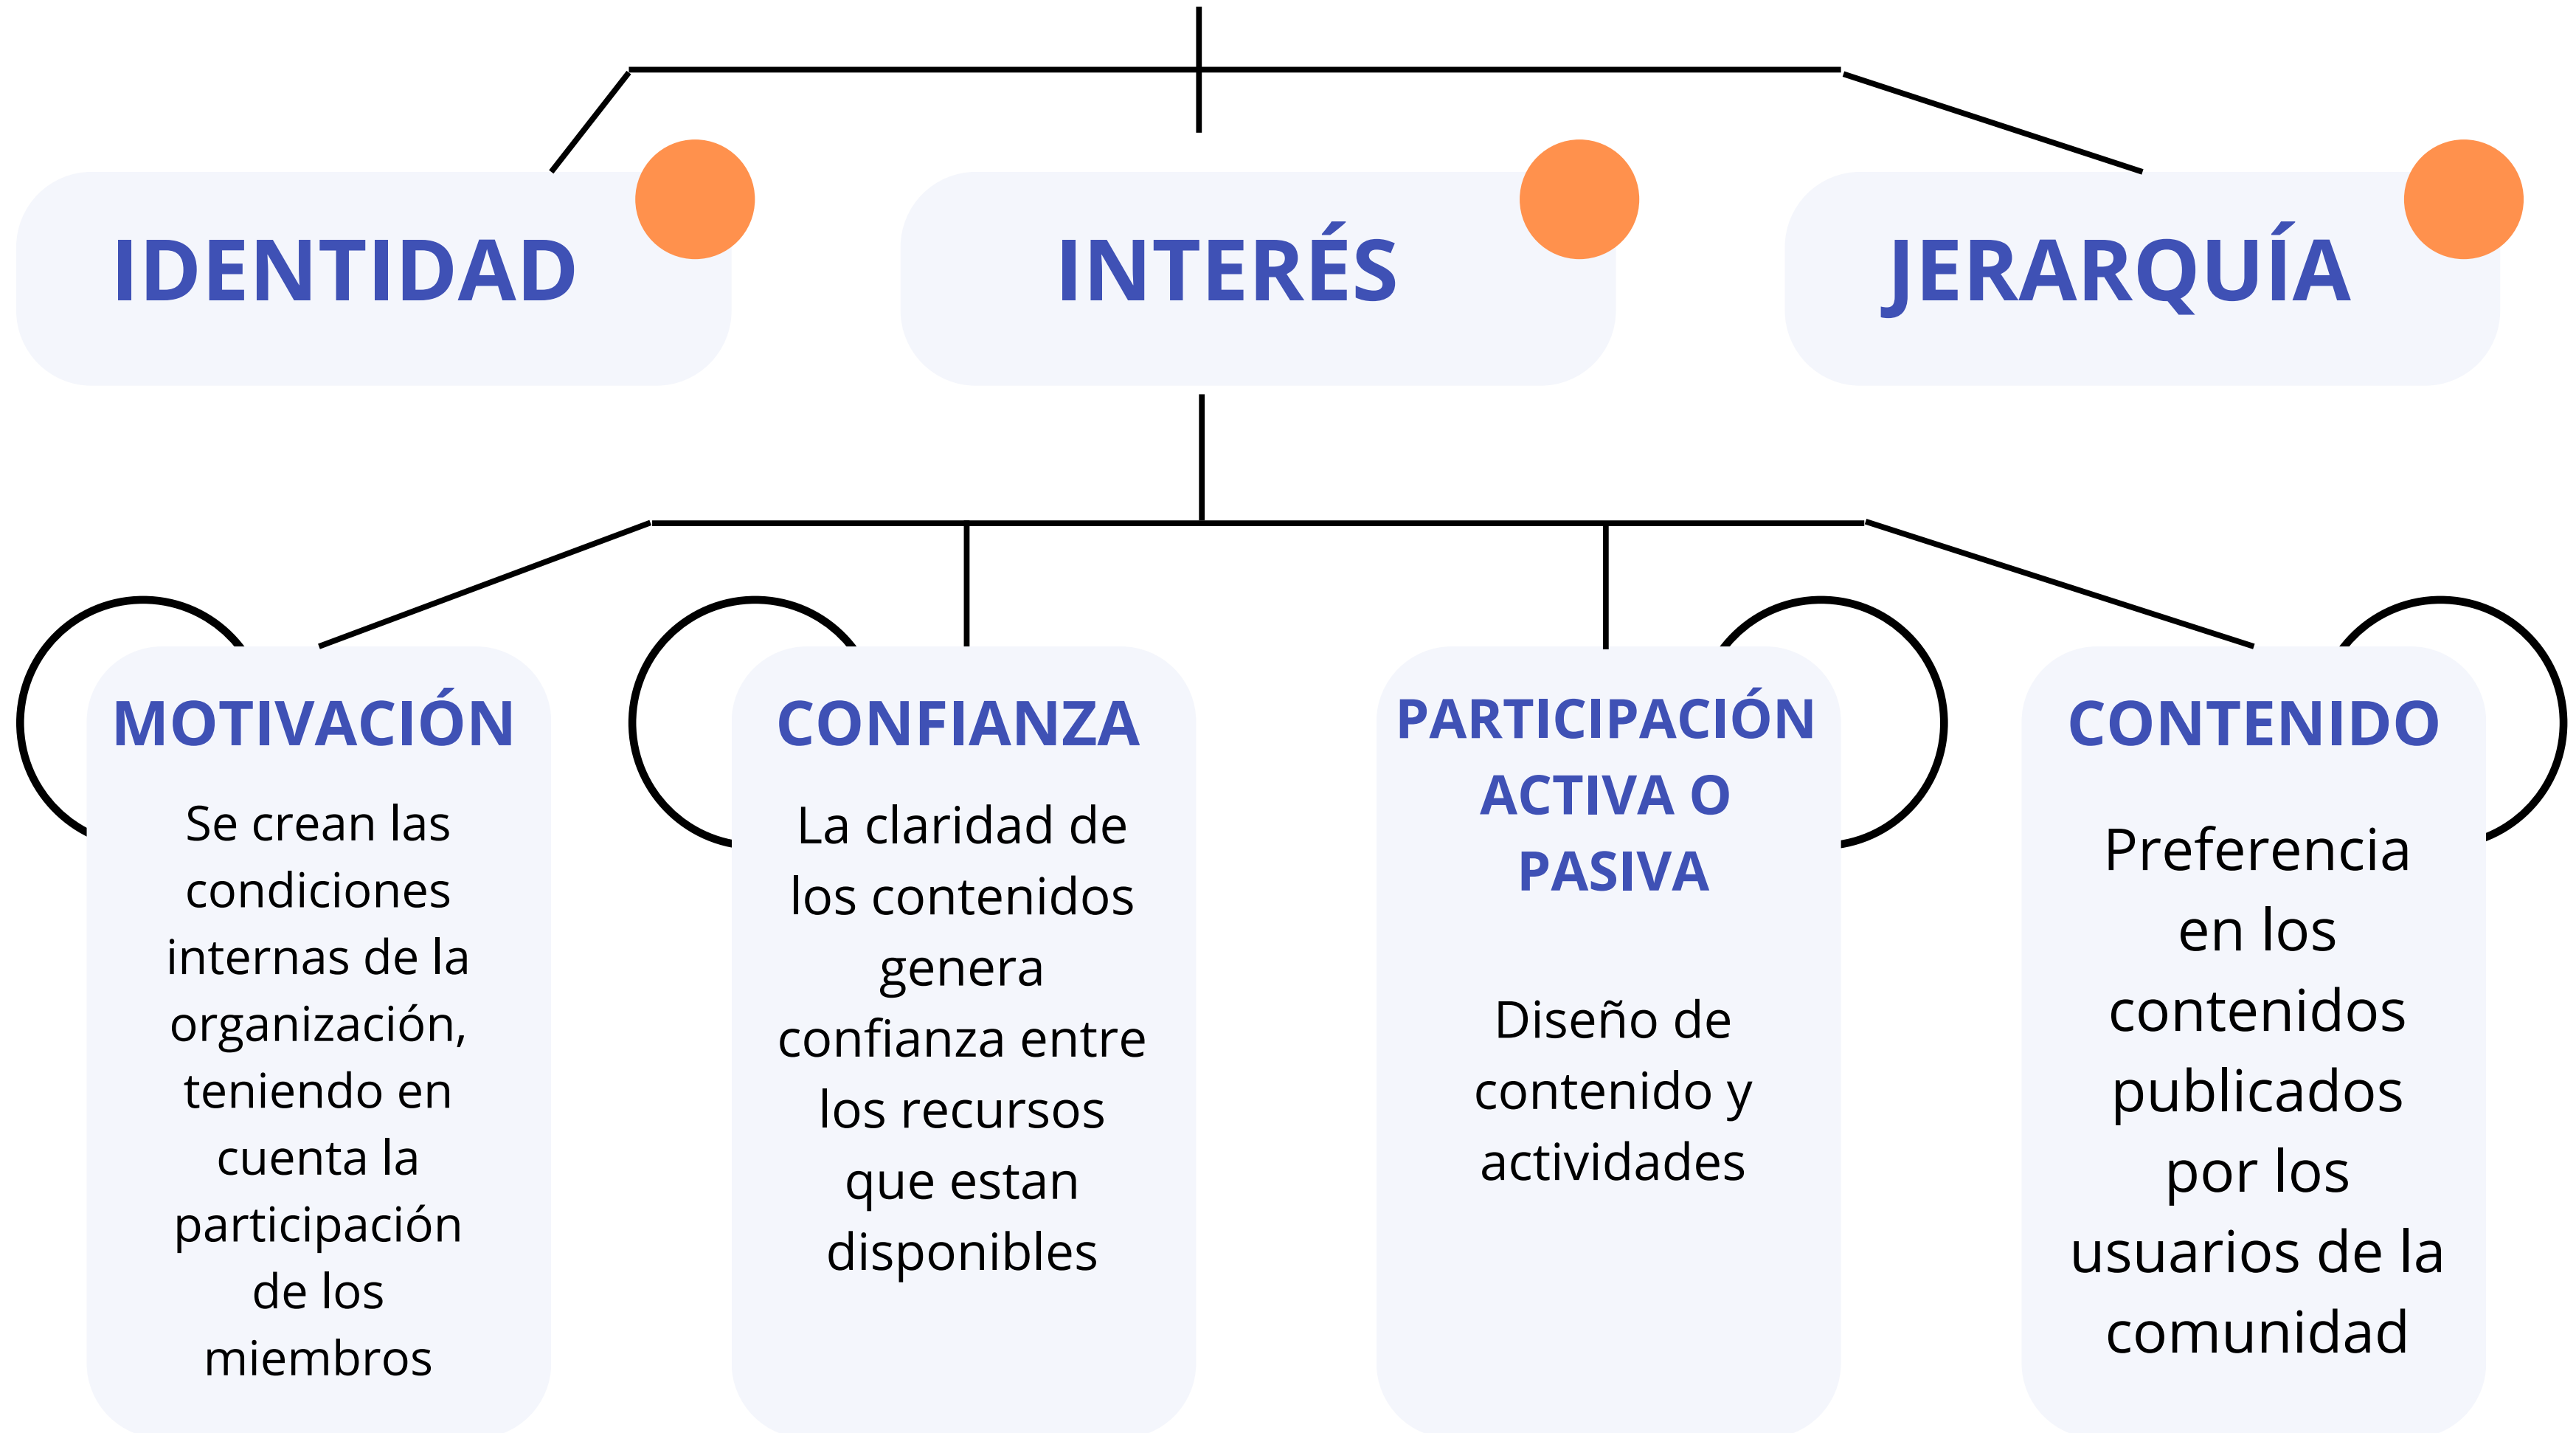 IDENTIDAD
INTERÉS
JERARQUÍA
MOTIVACIÓN
Se crean las
condiciones
internas de la
organización,
teniendo en
cuenta la
participación
de los
miembros
CONFIANZA
La claridad de
los contenidos
genera
confianza entre
los recursos
que estan
disponibles
PARTICIPACIÓN
ACTIVA O
PASIVA
Diseño de
contenido y
actividades
CONTENIDO
Preferencia
en los
contenidos
publicados
por los
usuarios de la
comunidad